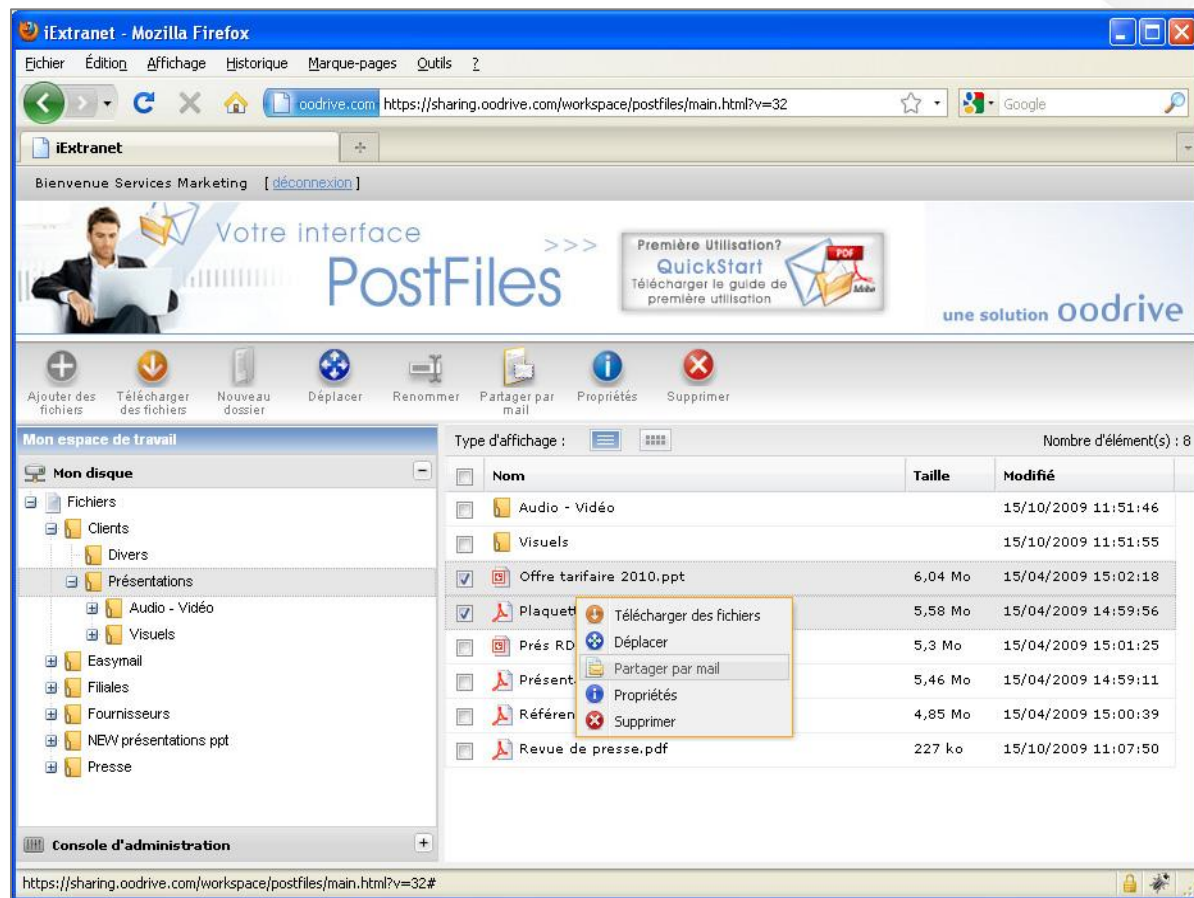 iExtranet - Mozilla Firefox
Fichier Édition Affichage Historique Marque-pages Outils ?
oodrive.com https://sharing.oodrive.com/workspace/postfiles/main.html?v=32 Google
iExtranet
Bienvenue Services Marketing [ déconnexion ]
Votre interface
PostFiles
>>>
Première Utilisation?
QuickStart
Télécharger le guide de
première utilisation
PDF
Adobe
une solution oodrive
Ajouter des fichiers
Télécharger des fichiers
Nouveau dossier
Déplacer
Renommer
Partager par mail
Propriétés
Supprimer
Mon espace de travail
Mon disque
Fichiers
Clients
Divers
Présentations
Audio - Vidéo
Visuels
Easymail
Filiales
Fournisseurs
NEW présentations ppt
Presse
Console d'administration
Type d'affichage : Nombre d'élément(s) : 8
Nom Taille Modifié
Audio - Vidéo 15/10/2009 11:51:46
Visuels 15/10/2009 11:51:55
Offre tarifaire 2010.ppt 6,04 Mo 15/04/2009 15:02:18
5,58 Mo 15/04/2009 14:59:56
Prés RD 5,3 Mo 15/04/2009 15:01:25
5,46 Mo 15/04/2009 14:59:11
4,85 Mo 15/04/2009 15:00:39
Revue de presse.pdf 227 ko 15/10/2009 11:07:50
Télécharger des fichiers
Déplacer
Partager par mail
Propriétés
Supprimer
https://sharing.oodrive.com/workspace/postfiles/main.html?v=32#